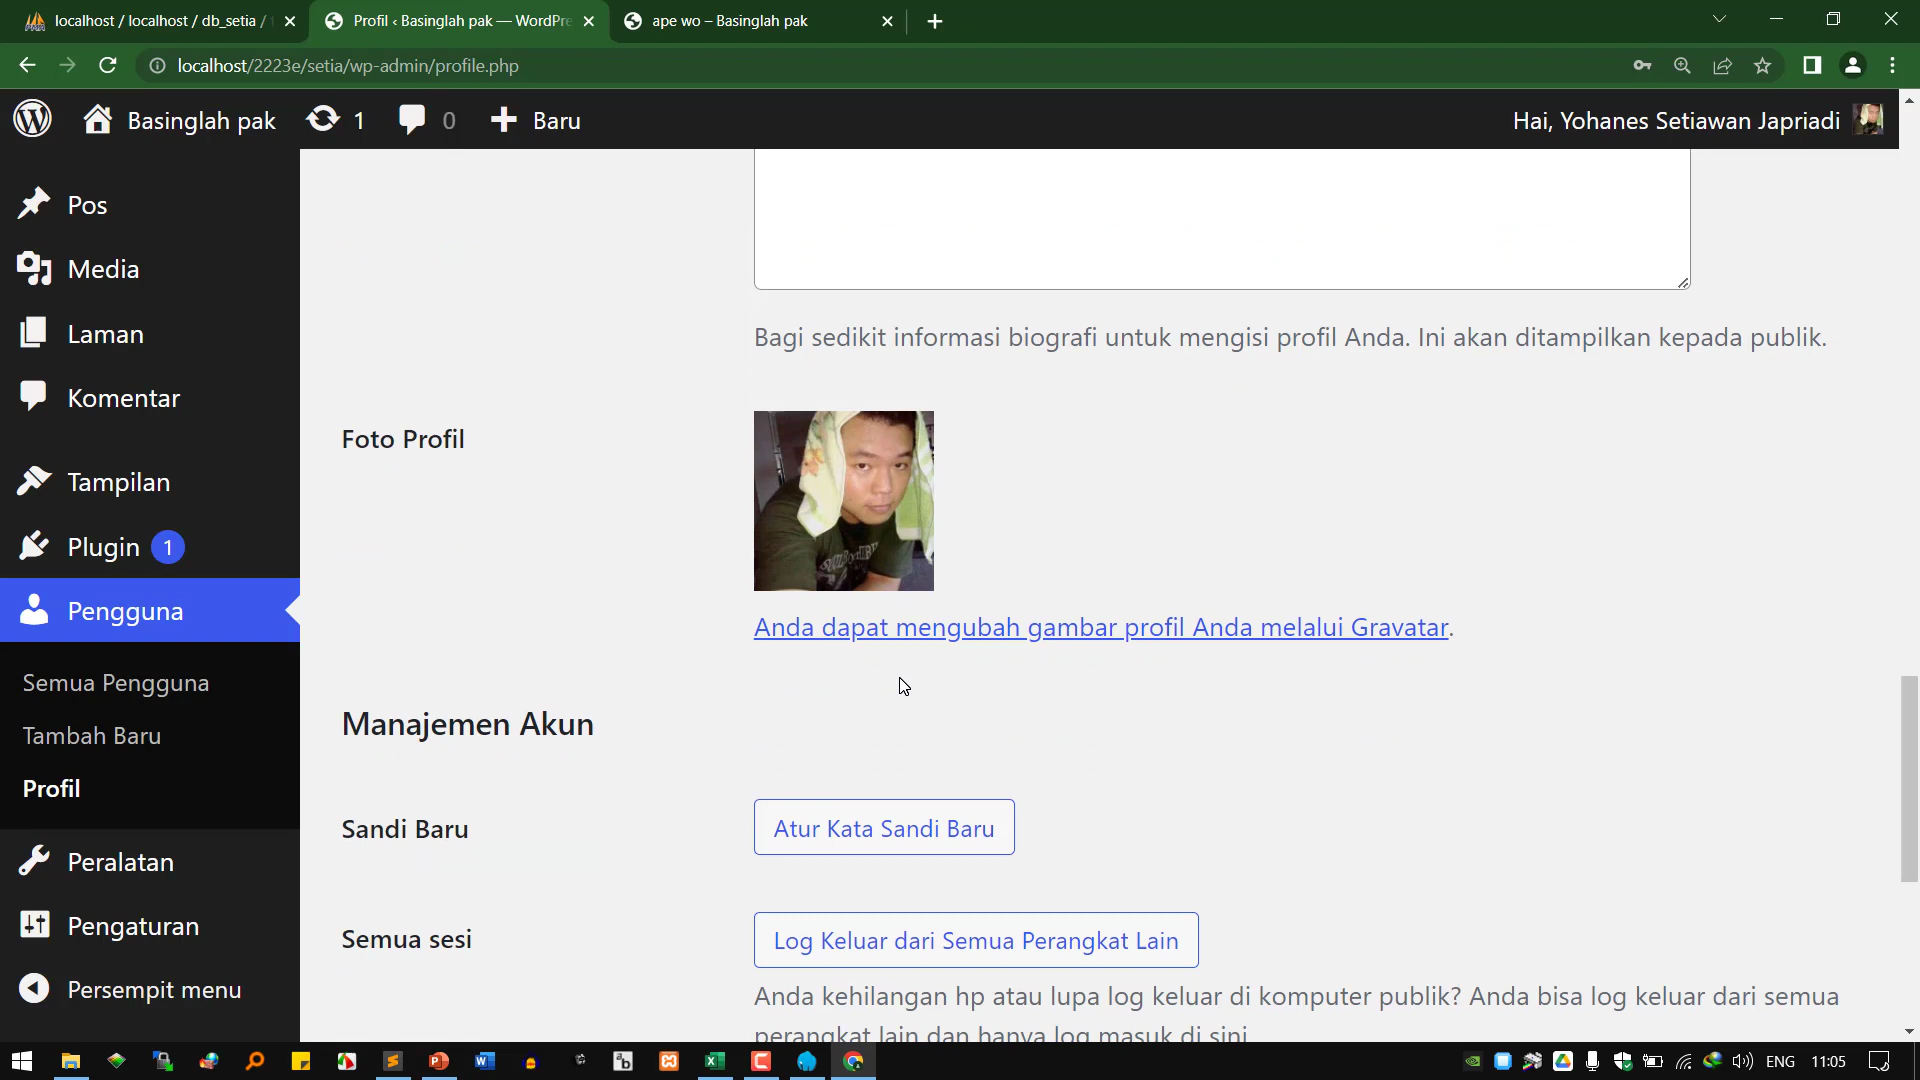 localhost / localhost / db_setia /
Profil ‹ Basinglah pak — WordPre
ape wo – Basinglah pak
localhost/2223e/setia/wp-admin/profile.php
Basinglah pak
1
0
Baru
Hai, Yohanes Setiawan Japriadi
Pos
Media
Laman
Komentar
Tampilan
Plugin 1
Pengguna
Semua Pengguna
Tambah Baru
Profil
Peralatan
Pengaturan
Persempit menu
Bagi sedikit informasi biografi untuk mengisi profil Anda. Ini akan ditampilkan kepada publik.
Foto Profil
Anda dapat mengubah gambar profil Anda melalui Gravatar.
Manajemen Akun
Sandi Baru
Atur Kata Sandi Baru
Semua sesi
Log Keluar dari Semua Perangkat Lain
Anda kehilangan hp atau lupa log keluar di komputer publik? Anda bisa log keluar dari semua
perangkat lain dan hanya log masuk di sini.
ENG
11:05